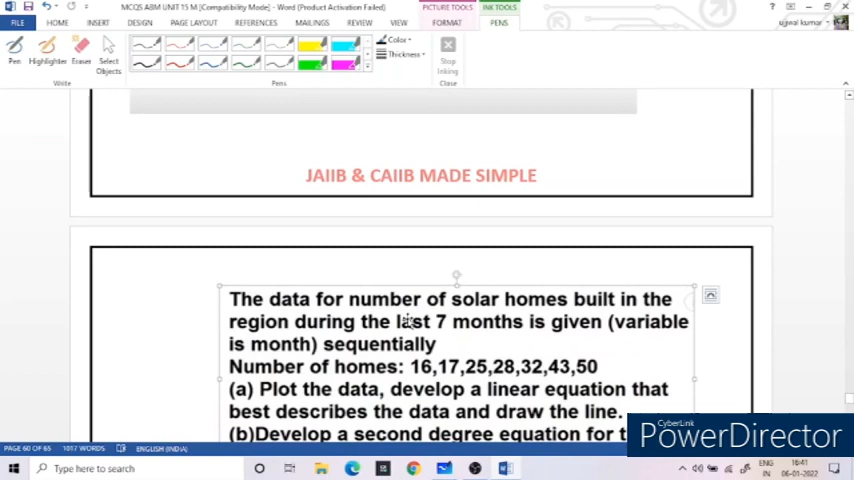 MCQS ABM UNIT 15 M [Compatibility Mode] - Word (Product Activation Failed)
PICTURE TOOLS
INK TOOLS
FILE
HOME
INSERT
DESIGN
PAGE LAYOUT
REFERENCES
MAILINGS
REVIEW
VIEW
FORMAT
PENS
ujjwal kumar
Color
Thickness
Pen
Highlighter
Eraser
Select Objects
Stop Inking
Write
Pens
Close
JAIIB & CAIIB MADE SIMPLE
The data for number of solar homes built in the
region during the last 7 months is given (variable
is month) sequentially
Number of homes: 16,17,25,28,32,43,50
(a) Plot the data, develop a linear equation that
best describes the data and draw the line.
(b)Develop a second degree equation for
CyberLink
PowerDirector
PAGE 60 OF 65
1017 WORDS
ENGLISH (INDIA)
Type here to search
ENG
IN
16:41
06-01-2022